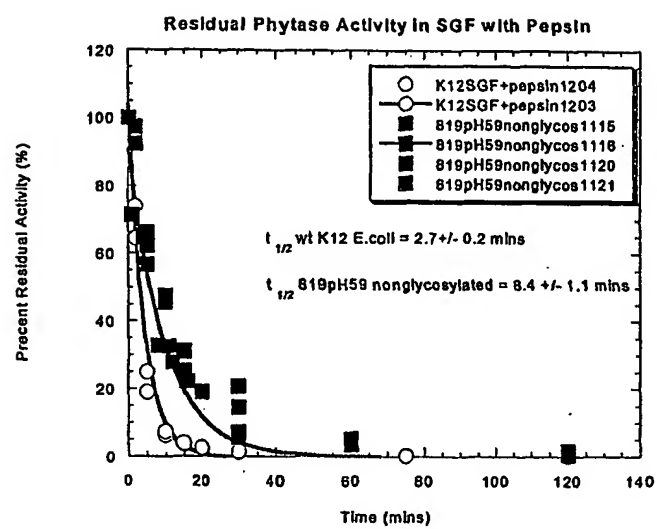 Residual Phytase Activity in SGF with Pepsin
Precent Residual Activity (%)
120
100
80
60
40
20
0
K12SGF+pepsin1204
K12SGF+pepsin1203
819pH59nonglycos1115
819pH59nonglycos1116
819pH59nonglycos1120
819pH59nonglycos1121
t 1/2 wt K12 E.coli = 2.7+/- 0.2 mins
t 1/2 819pH59 nonglycosylated = 8.4 +/- 1.1 mins
0 20 40 60 80 100 120 140
Time (mins)